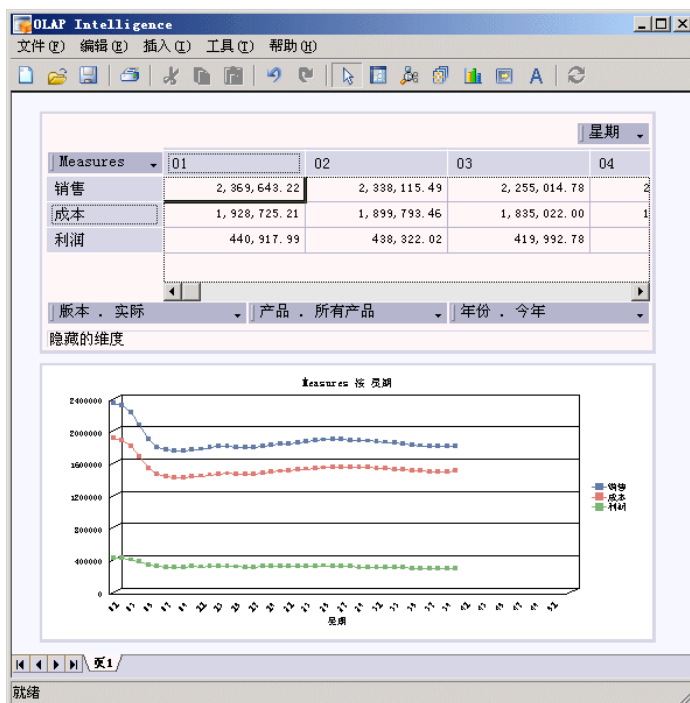 OLAP Intelligence
文件(F) 编辑(E) 插入(I) 工具(T) 帮助(H)
星期
Measures 01 02 03 04
销售 2,369,643.22 2,338,115.49 2,255,014.78 2
成本 1,928,725.21 1,899,793.46 1,835,022.00 1
利润 440,917.99 438,322.02 419,992.78
版本 . 实际 产品 . 所有产品 年份 . 今年
隐藏的维度
Measures 按 星期
2400000
2000000
1600000
1200000
800000
400000
0
星期
销售
成本
利润
页1
就绪